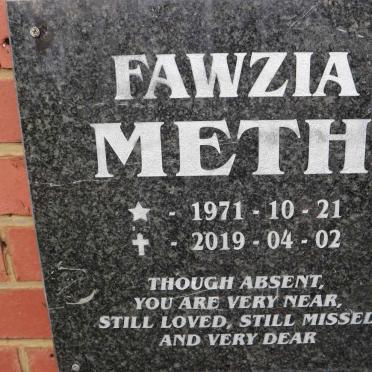 FAWZIA
METH
- 1971 - 10 - 21
- 2019 - 04 - 02
THOUGH ABSENT,
YOU ARE VERY NEAR,
STILL LOVED, STILL MISSED
AND VERY DEAR